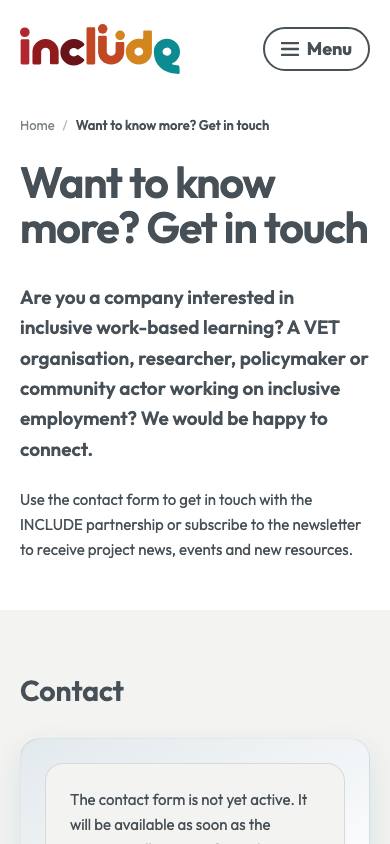 include
Menu
Home / Want to know more? Get in touch
Want to know
more? Get in touch
Are you a company interested in
inclusive work-based learning? A VET
organisation, researcher, policymaker or
community actor working on inclusive
employment? We would be happy to
connect.
Use the contact form to get in touch with the
INCLUDE partnership or subscribe to the newsletter
to receive project news, events and new resources.
Contact
The contact form is not yet active. It
will be available as soon as the